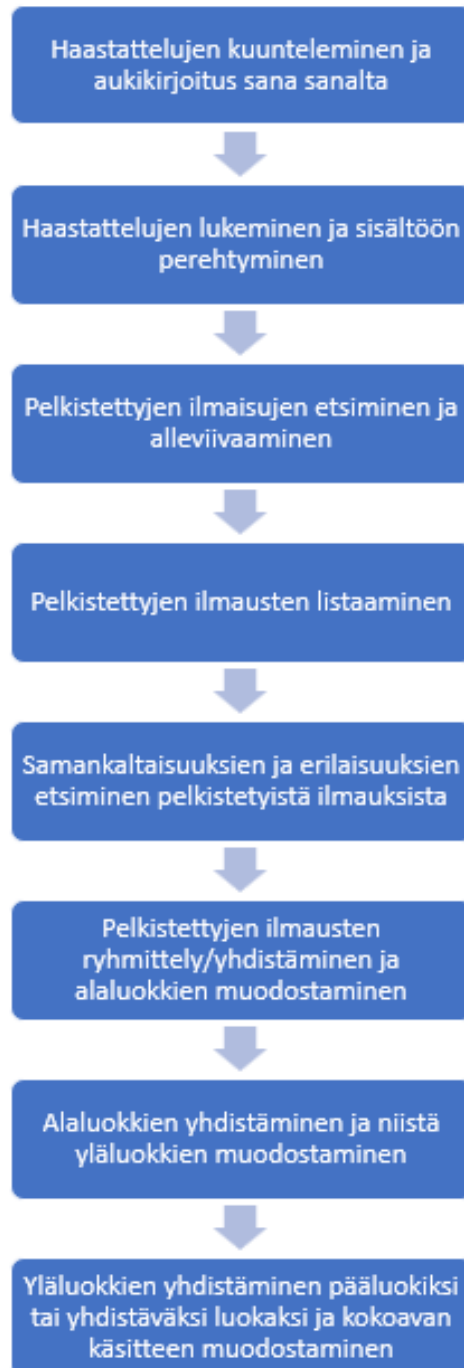 Haastattelujen kuunteleminen ja
aukikirjoitus sana sanalta
Haastattelujen lukeminen ja sisältöön
perehtyminen
Pelkistettyjen ilmaisujen etsiminen ja
alleviivaaminen
Pelkistettyjen ilmausten listaaminen
Samankaltaisuuksien ja erilaisuuksien
etsiminen pelkistetyistä ilmauksista
Pelkistettyjen ilmausten
ryhmittely/yhdistäminen ja
alaluokkien muodostaminen
Alaluokkien yhdistäminen ja niistä
yläluokkien muodostaminen
Yläluokkien yhdistäminen pääluokiksi
tai yhdistäväksi luokaksi ja kokoavan
käsitteen muodostaminen